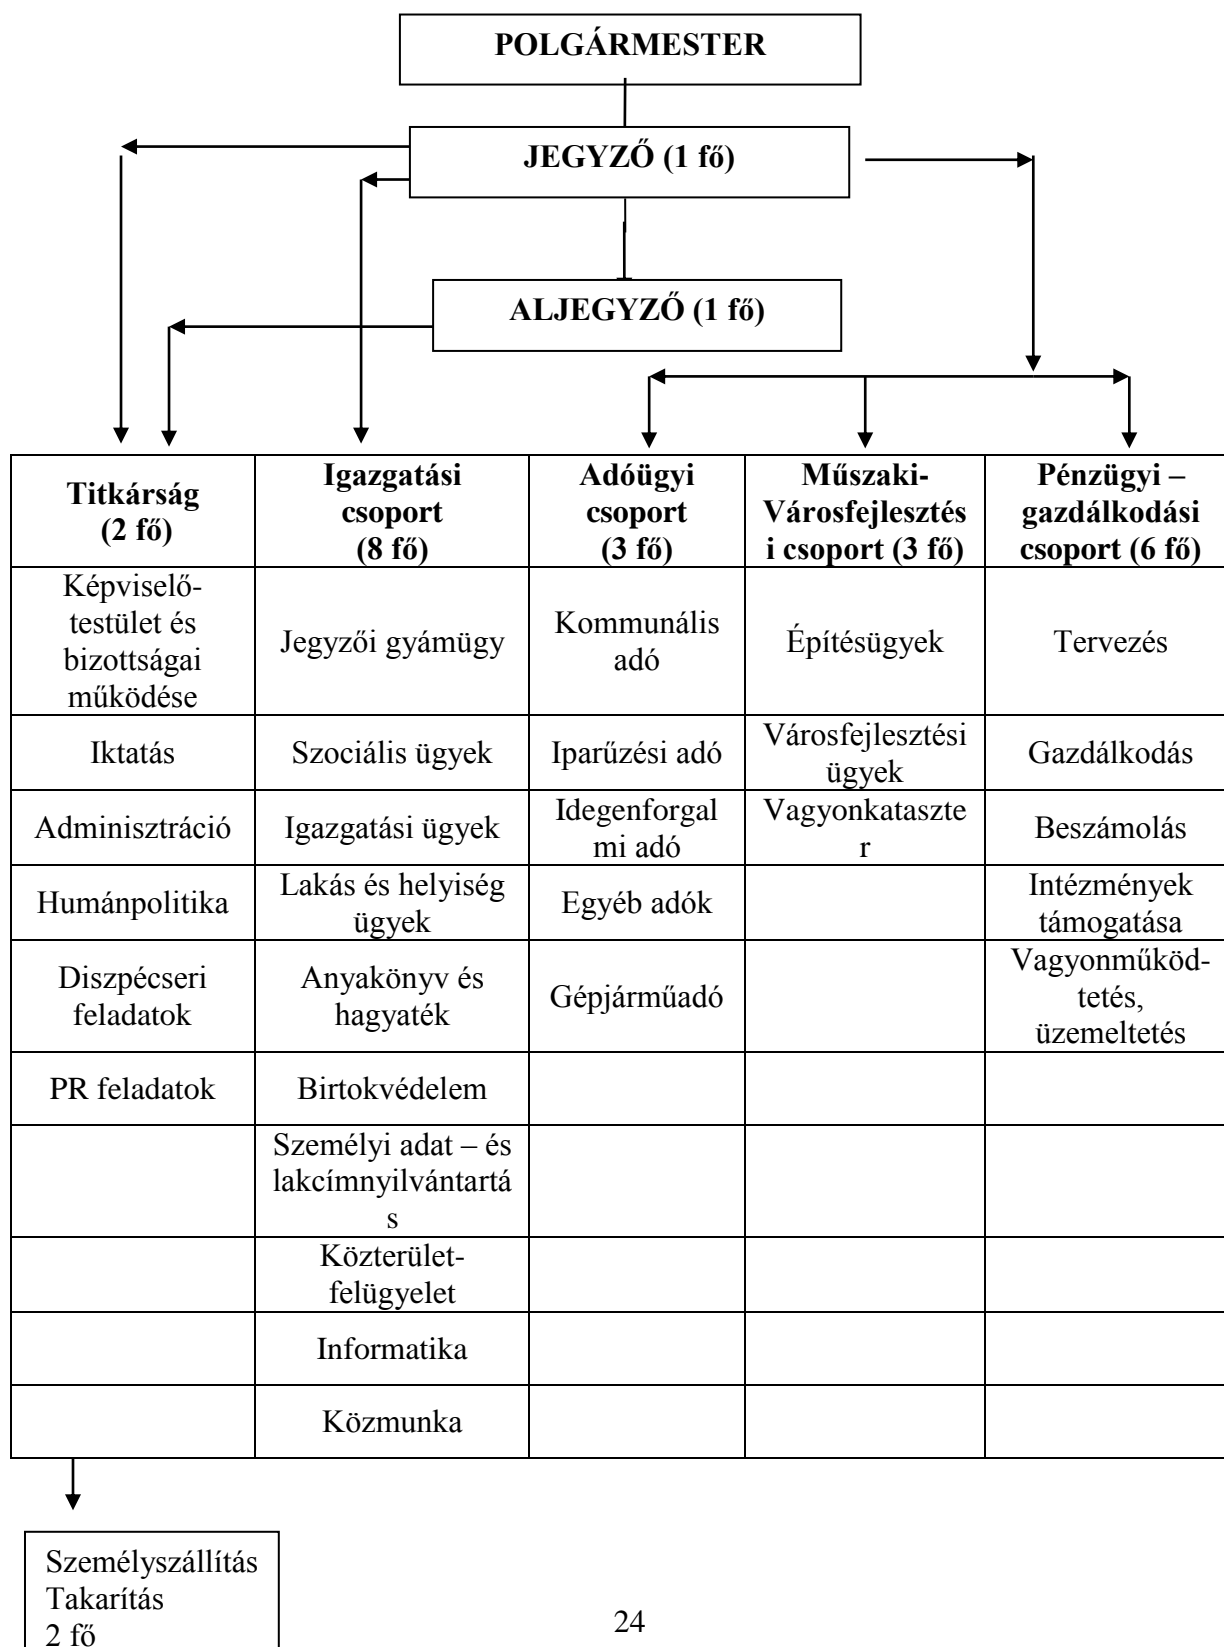 POLGÁRMESTER
JEGYZŐ (1 fő)
ALJEGYZŐ (1 fő)
Titkárság
(2 fő)
Igazgatási
csoport
(8 fő)
Adóügyi
csoport
(3 fő)
Műszaki-
Városfejlesztés
i csoport (3 fő)
Pénzügyi –
gazdálkodási
csoport (6 fő)
Képviselő-
testület és
bizottságai
működése
Jegyzői gyámügy
Kommunális
adó
Építésügyek
Tervezés
Iktatás
Szociális ügyek
Iparűzési adó
Városfejlesztési
ügyek
Gazdálkodás
Adminisztráció
Igazgatási ügyek
Idegenforgal
mi adó
Vagyonkataszte
r
Beszámolás
Humánpolitika
Lakás és helyiség
ügyek
Egyéb adók
Intézmények
támogatása
Diszpécseri
feladatok
Anyakönyv és
hagyaték
Gépjárműadó
Vagyonműköd-
tetés,
üzemeltetés
PR feladatok
Birtokvédelem
Személyi adat – és
lakcímnyilvántartá
s
Közterület-
felügyelet
Informatika
Közmunka
Személyszállítás
Takarítás
2 fő
24